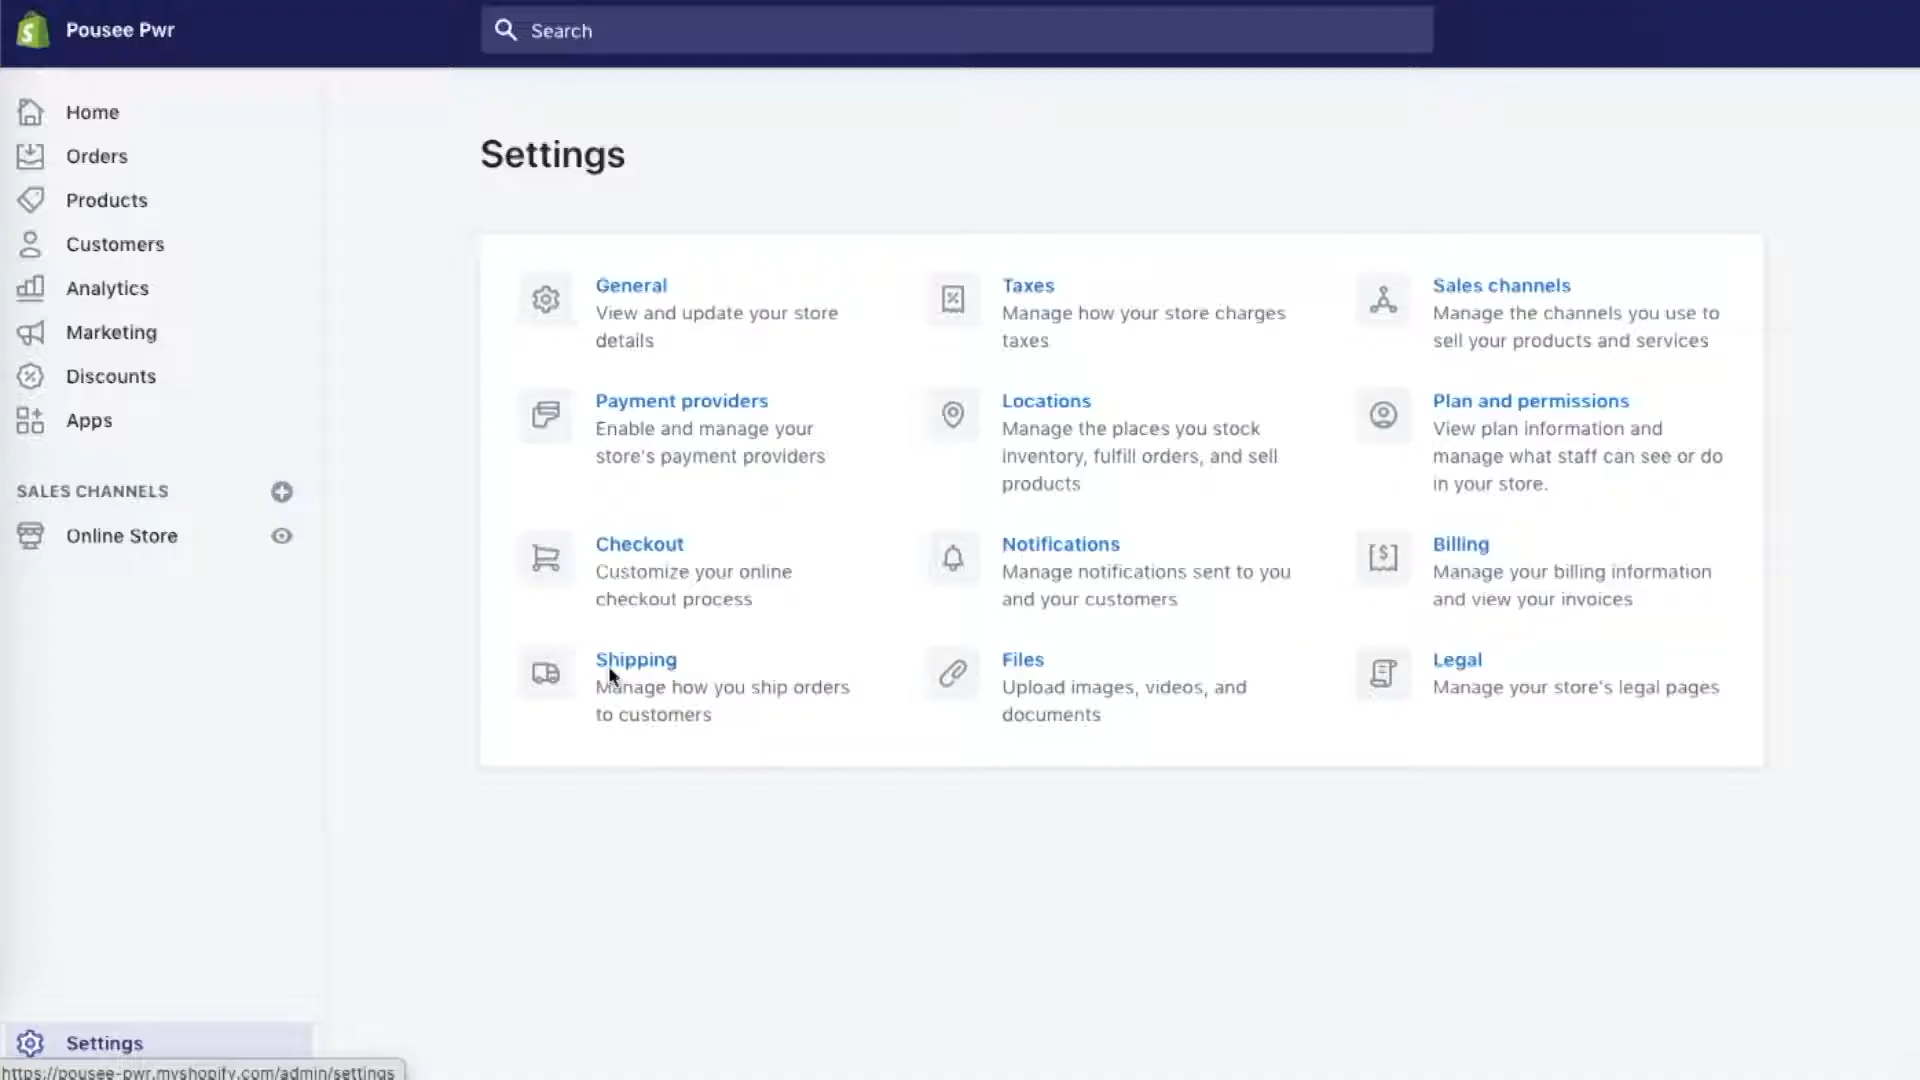 Pousee Pwr
Search
Home
Orders
Products
Customers
Analytics
Marketing
Discounts
Apps
SALES CHANNELS
Online Store
Settings
https://pousee-pwr.myshopify.com/admin/settings
Settings
General
View and update your store
details
Taxes
Manage how your store charges
taxes
Sales channels
Manage the channels you use to
sell your products and services
Payment providers
Enable and manage your
store's payment providers
Locations
Manage the places you stock
inventory, fulfill orders, and sell
products
Plan and permissions
View plan information and
manage what staff can see or do
in your store.
Checkout
Customize your online
checkout process
Notifications
Manage notifications sent to you
and your customers
Billing
Manage your billing information
and view your invoices
Shipping
Manage how you ship orders
to customers
Files
Upload images, videos, and
documents
Legal
Manage your store's legal pages